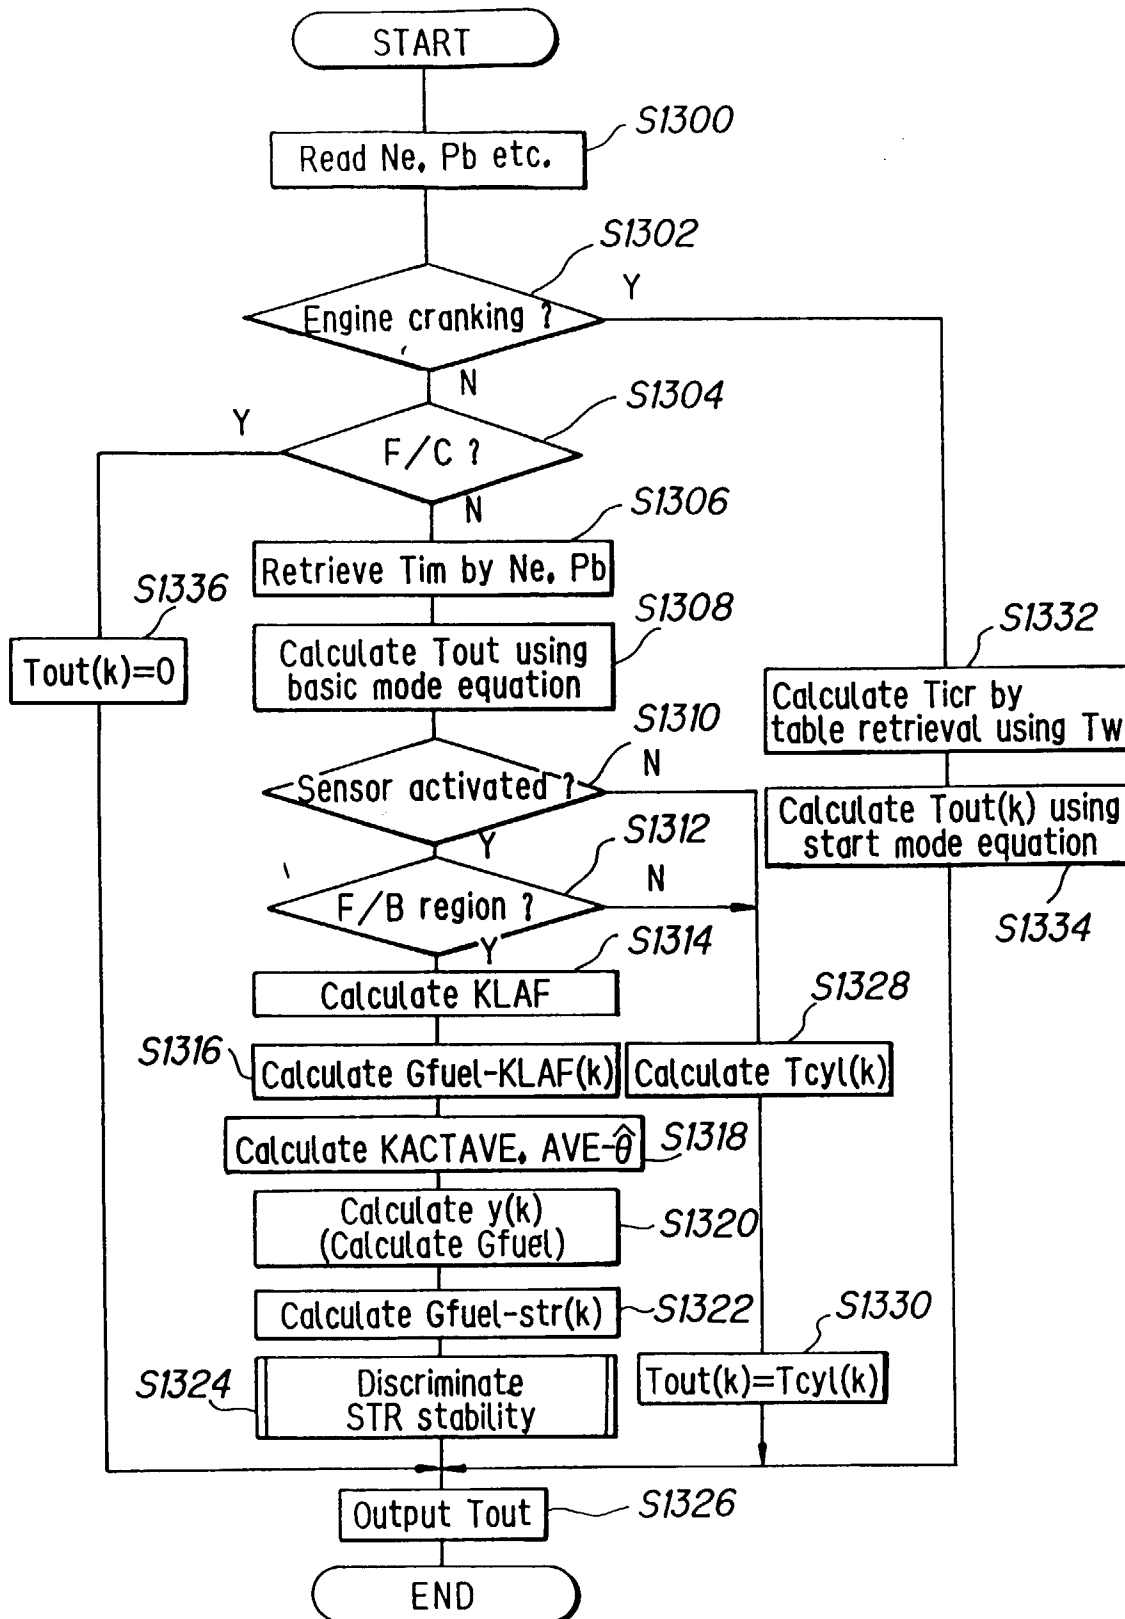 START
S1300
Read Ne, Pb etc.
S1302
Engine cranking ?
Y
N
S1304
Y
F/C ?
N
S1306
Retrieve Tim by Ne, Pb
S1336
S1308
Tout(k)=0
Calculate Tout using
basic mode equation
S1332
Calculate Ticr by
table retrieval using Tw
S1310
Sensor activated ?
N
Y
S1312
Calculate Tout(k) using
start mode equation
S1334
F/B region ?
N
Y
S1314
Calculate KLAF
S1328
S1316
Calculate Gfuel-KLAF(k)
Calculate Tcyl(k)
Calculate KACTAVE, AVE-θ̂
S1318
Calculate y(k)
(Calculate Gfuel)
S1320
Calculate Gfuel-str(k)
S1322
S1330
S1324
Discriminate
STR stability
Tout(k)=Tcyl(k)
Output Tout
S1326
END